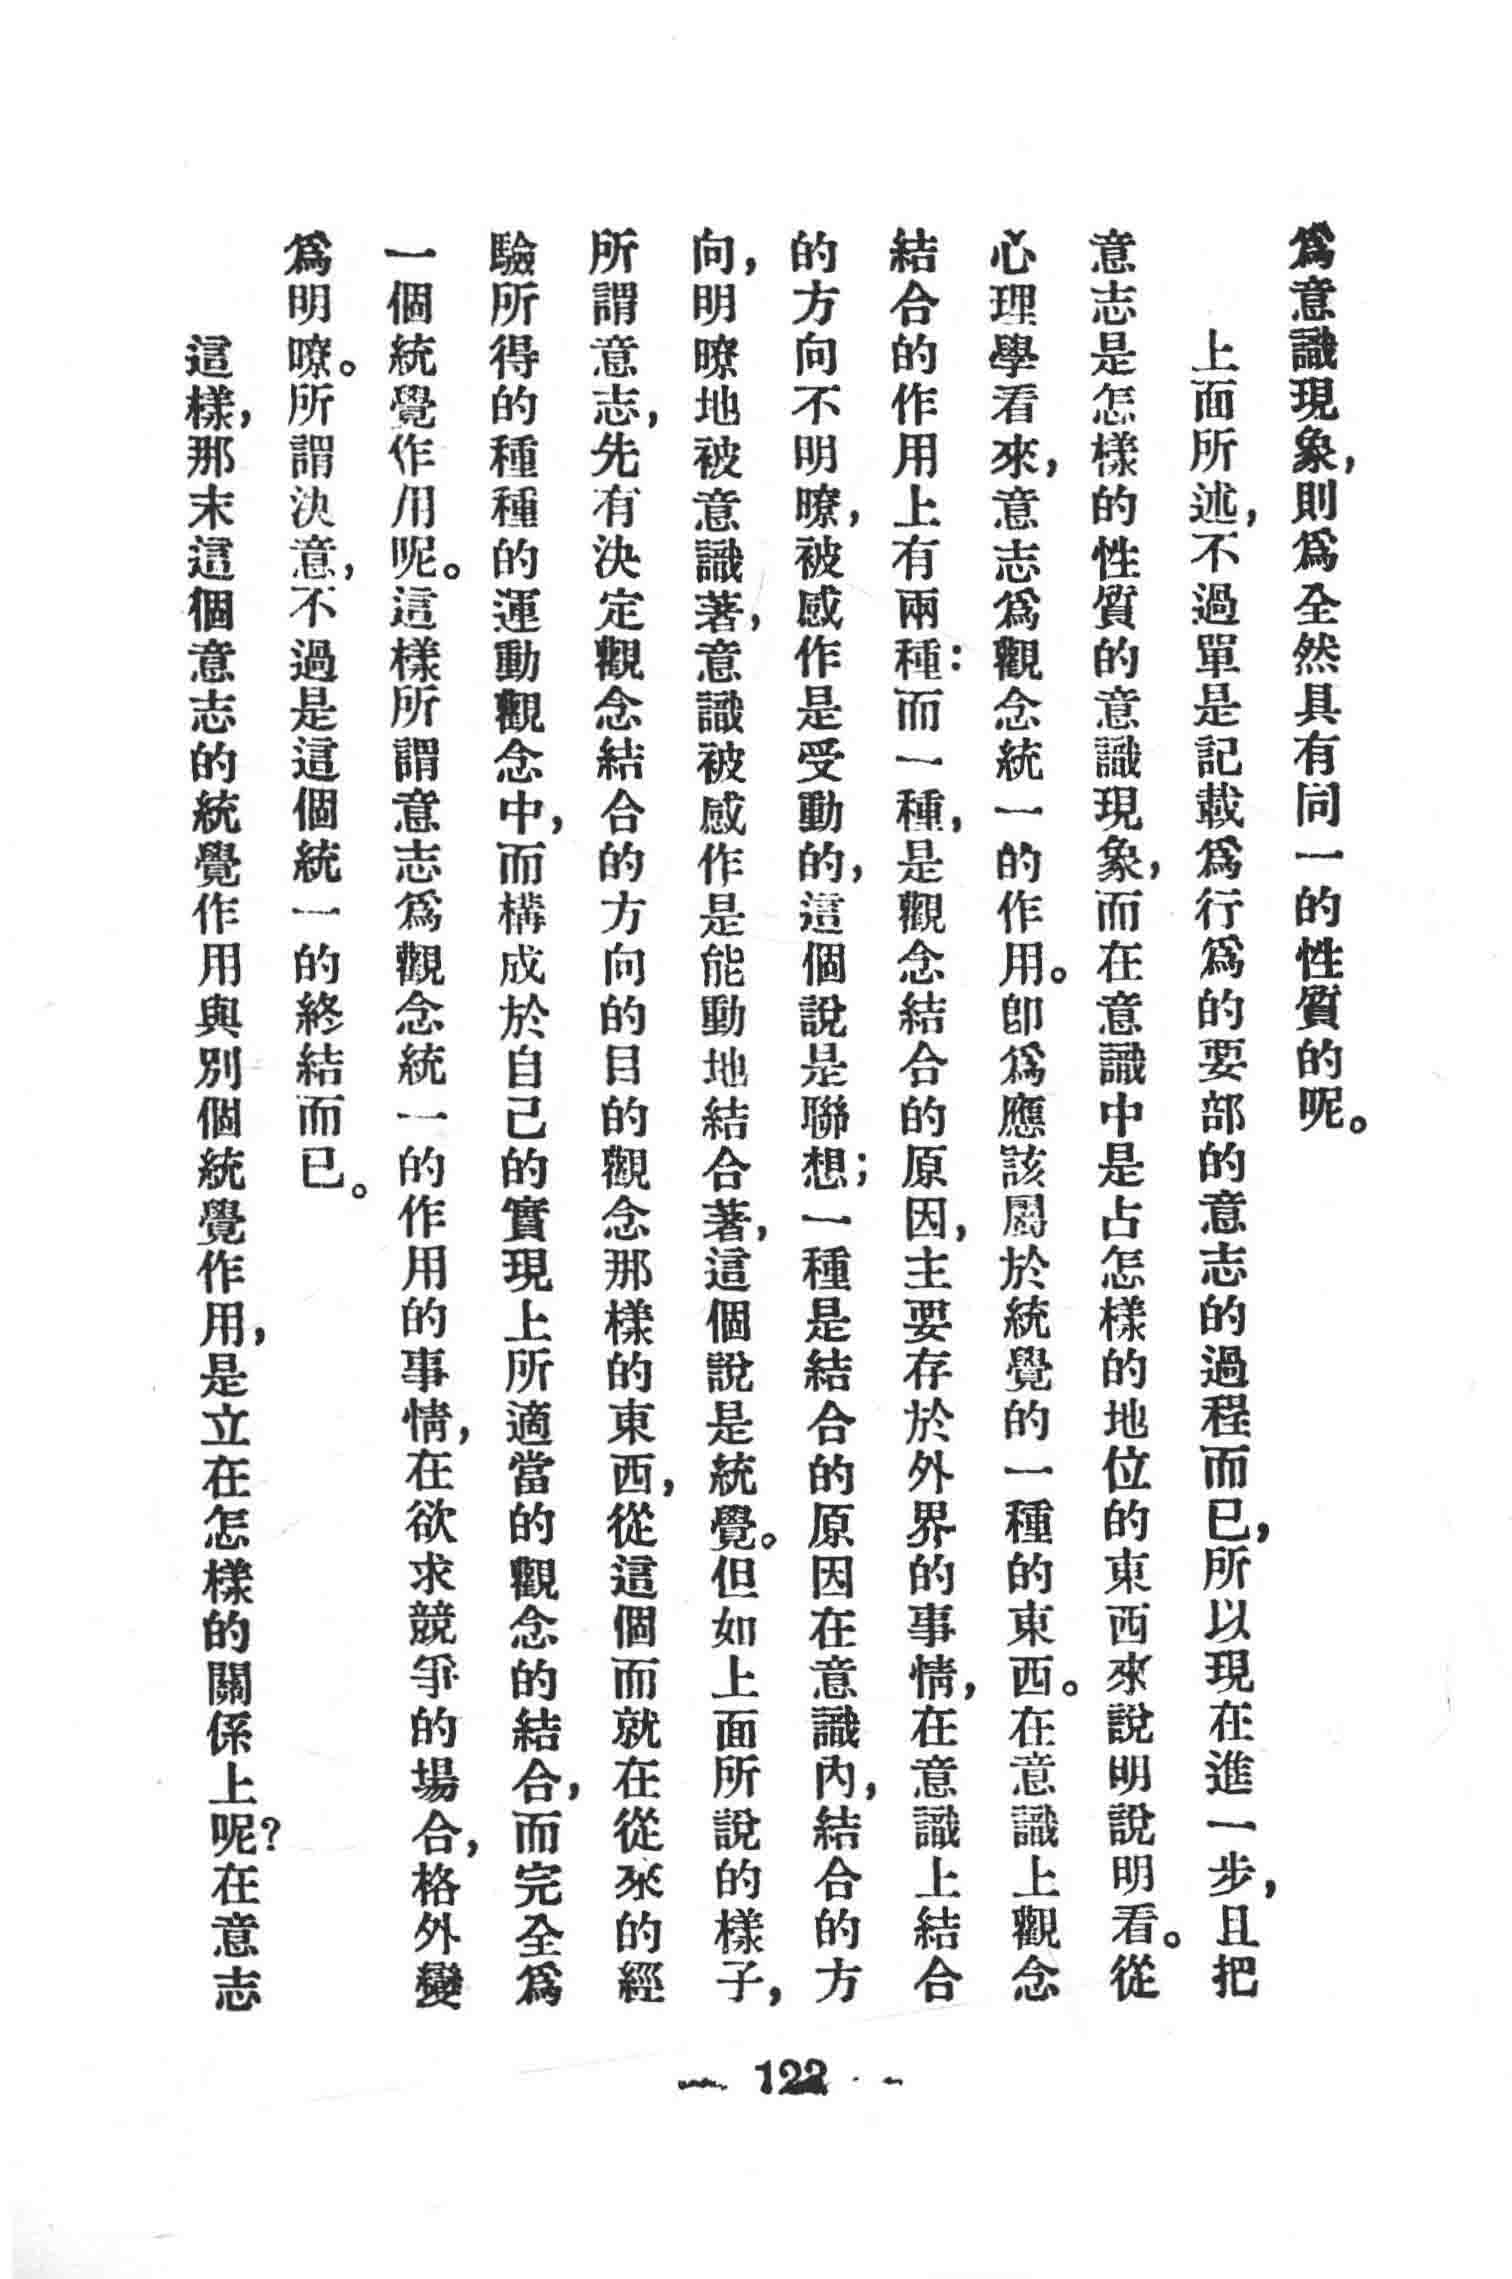 爲意識現象，則爲全然具有同一的性質的呢。
上面所述，不過單是記載爲行爲的要部的意志的過程而已，所以現在進一步，且把
意志是怎樣的性質的意識現象，而在意識中是占怎樣的地位的東西來說明說明看。從
心理學看來，意志爲觀念統一的作用。卽爲應該屬於統覺的一種的東西。在意識上觀念
結合的作用上有兩種：而一種，是觀念結合的原因，主要存於外界的事情，在意識上結合
的方向不明暸，被感作是受動的，這個說是聯想；一種是結合的原因在意識內，結合的方
向，明暸地被意識著，意識被感作是能動地結合著，這個說是統覺。但如上面所說的樣子，
所謂意志，先有決定觀念結合的方向的目的觀念那樣的東西，從這個而就在從來的經
驗所得的種種的運動觀念中，而構成於自己的實現上所適當的觀念的結合，而完全爲
一個統覺作用呢。這樣所謂意志爲觀念統一的作用的事情，在欲求競爭的場合，格外變
爲明暸。所謂決意，不過是這個統一的終結而已。
這樣，那末這個意志的統覺作用與別個統覺作用，是立在怎樣的關係上呢？在意志
— 122 —